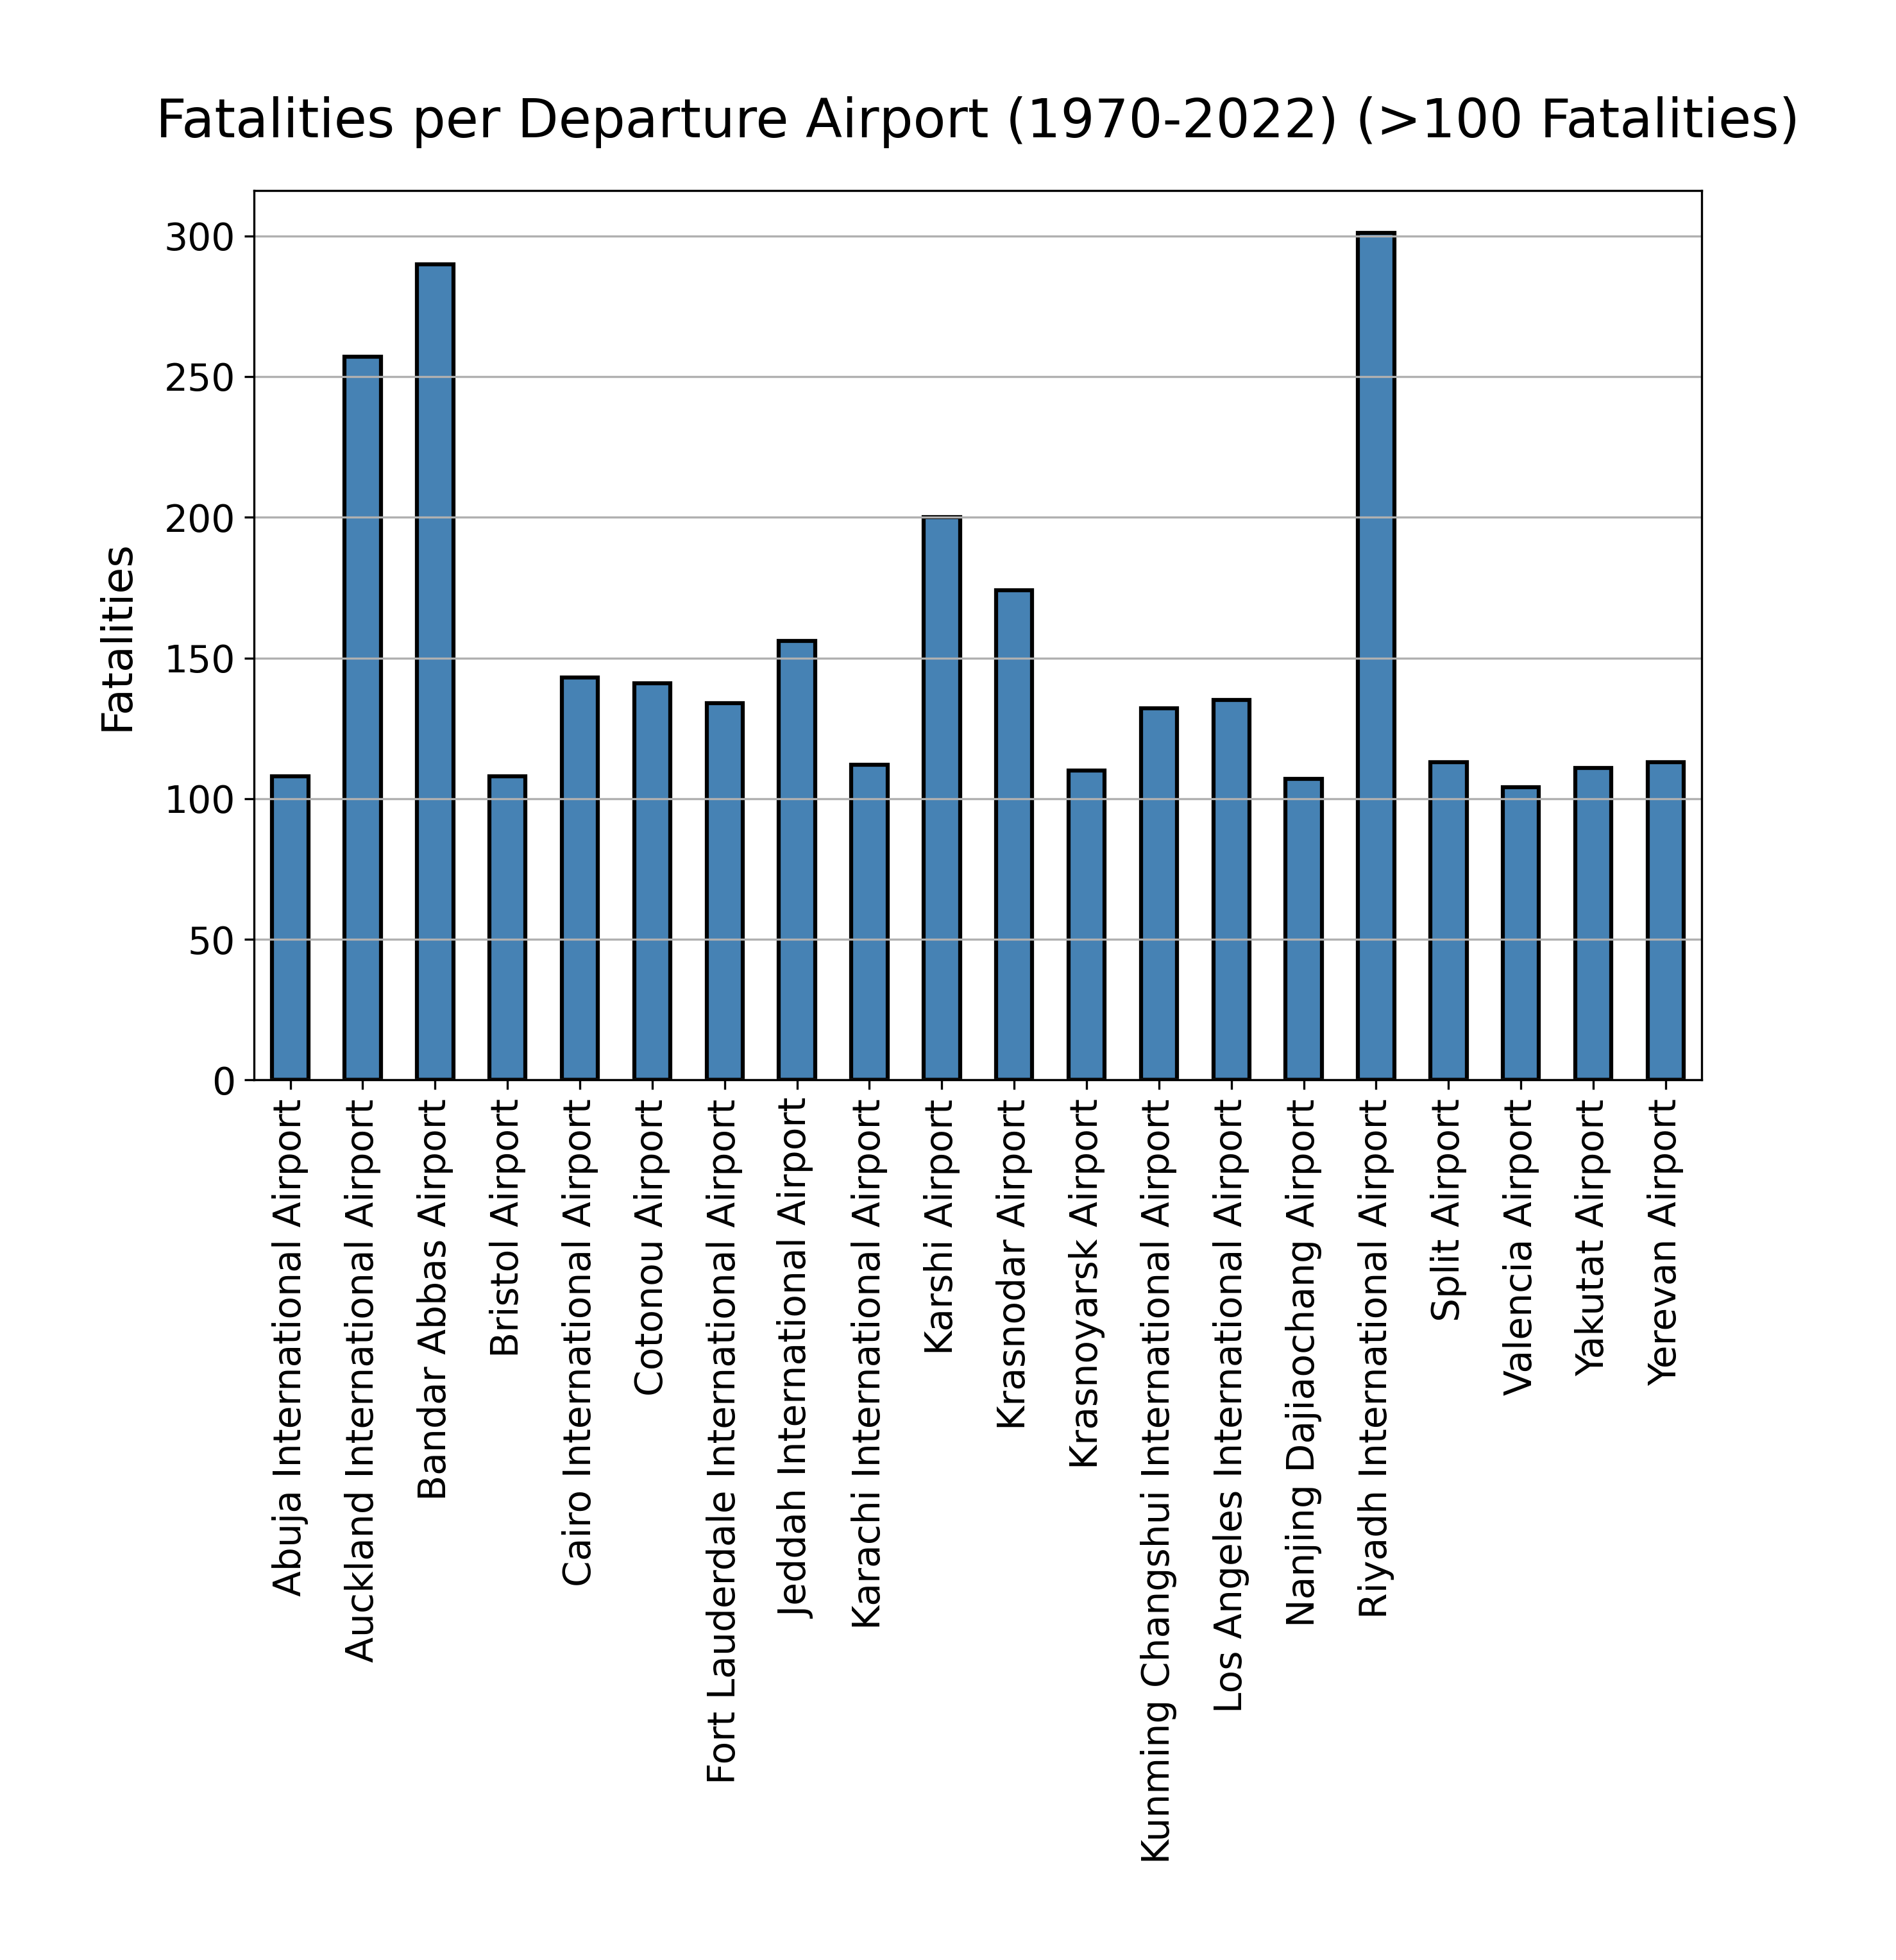 Fatalities per Departure Airport (1970-2022) (>100 Fatalities)
Fatalities
300
250
200
150
100
50
0
Abuja International Airport
Auckland International Airport
Bandar Abbas Airport
Bristol Airport
Cairo International Airport
Cotonou Airport
Fort Lauderdale International Airport
Jeddah International Airport
Karachi International Airport
Karshi Airport
Krasnodar Airport
Krasnoyarsk Airport
Kunming Changshui International Airport
Los Angeles International Airport
Nanjing Dajiaochang Airport
Riyadh International Airport
Split Airport
Valencia Airport
Yakutat Airport
Yerevan Airport